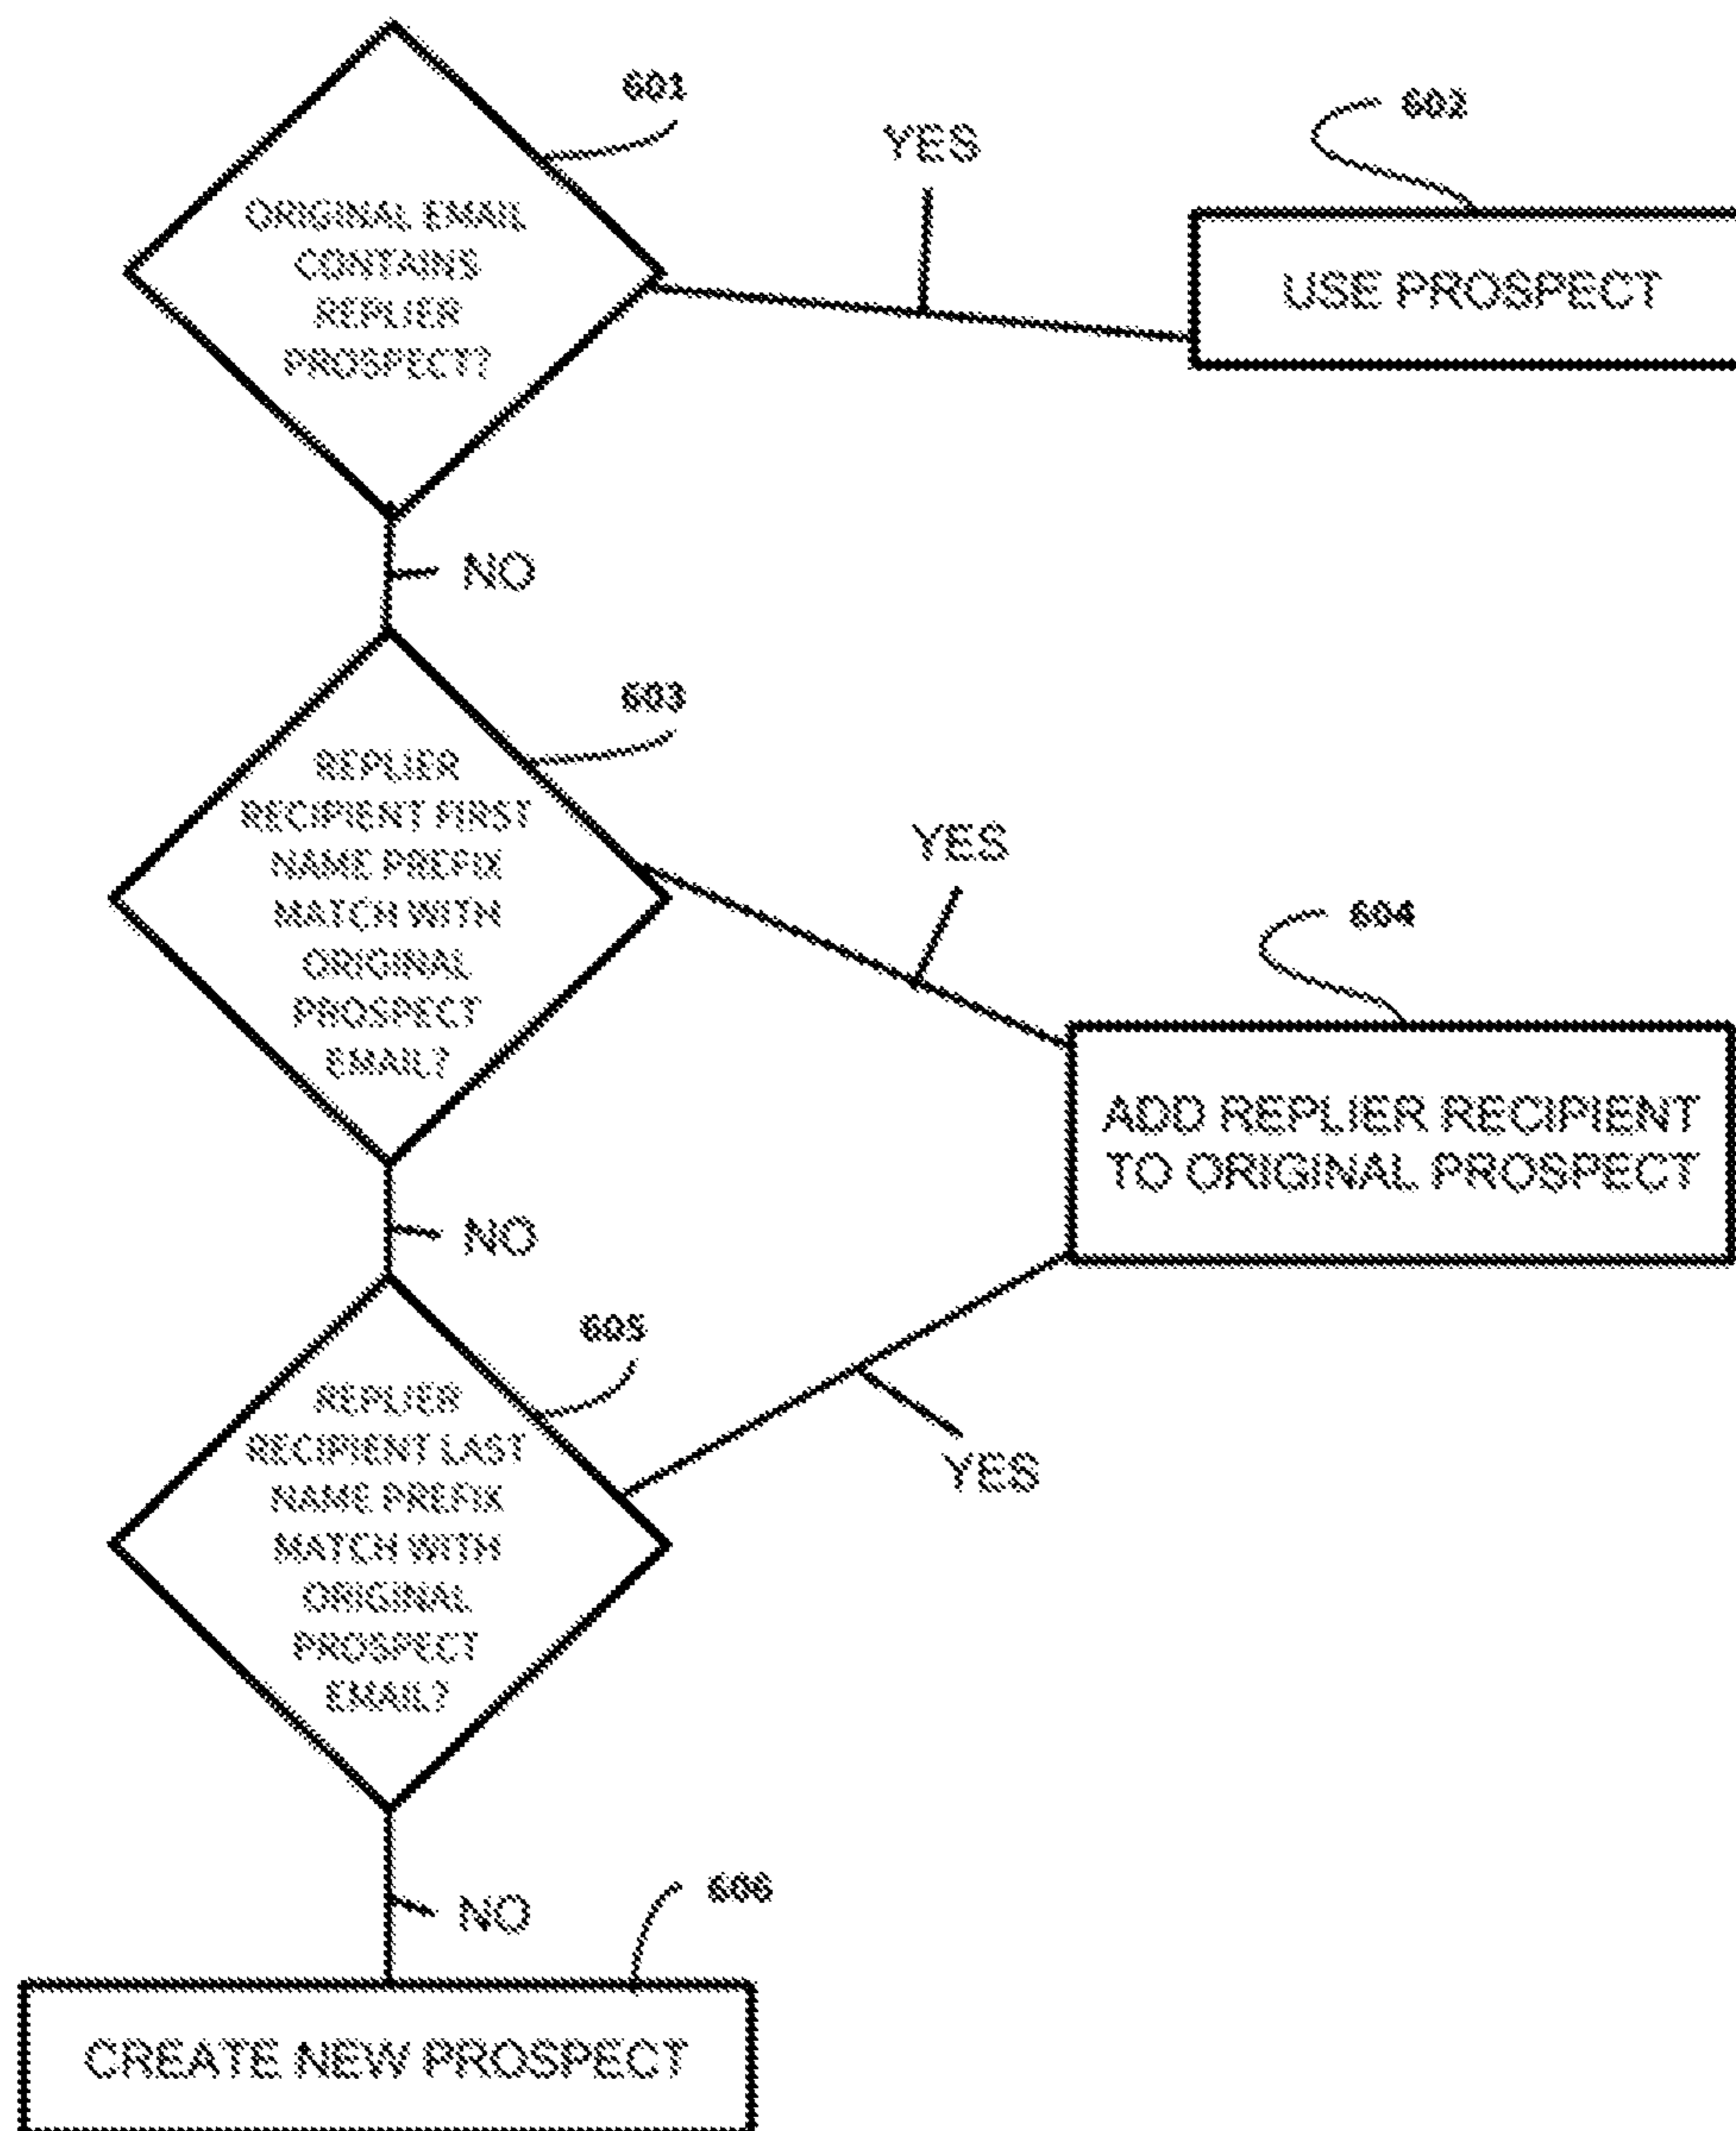 601
ORIGINAL EMAIL
CONTAINS
REPLIER
PROSPECT?
YES
602
USE PROSPECT
NO
603
REPLIER
RECIPIENT FIRST
NAME PREFIX
MATCH WITH
ORIGINAL
PROSPECT
EMAIL?
YES
604
ADD REPLIER RECIPIENT
TO ORIGINAL PROSPECT
NO
605
REPLIER
RECIPIENT LAST
NAME PREFIX
MATCH WITH
ORIGINAL
PROSPECT
EMAIL?
YES
NO
606
CREATE NEW PROSPECT